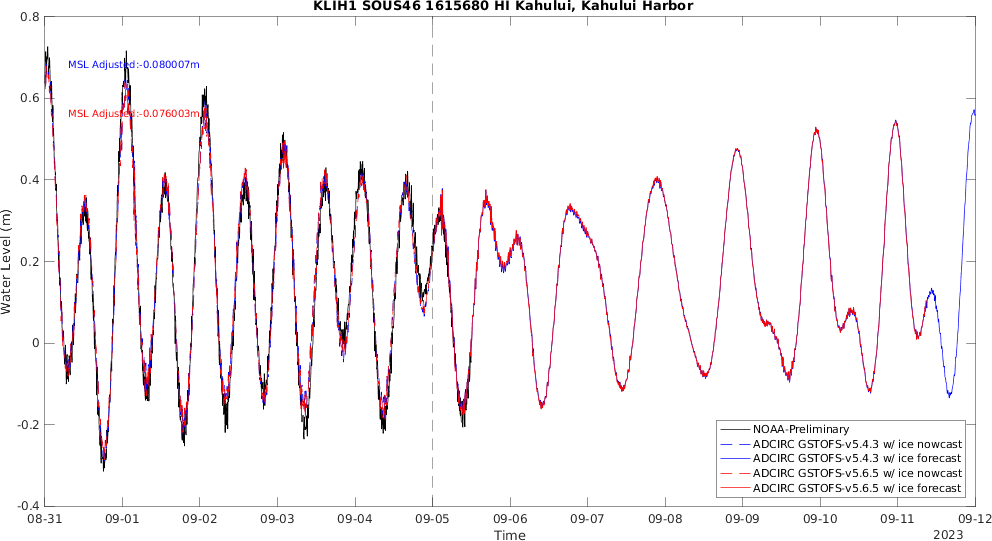 KLIH1 SOUS46 1615680 HI Kahului, Kahului Harbor
0.8
0.6
0.4
0.2
0
-0.2
-0.4
Water Level (m)
MSL Adjusted:-0.080007m
MSL Adjusted:-0.076003m
NOAA-Preliminary
ADCIRC GSTOFS-v5.4.3 w/ ice nowcast
ADCIRC GSTOFS-v5.4.3 w/ ice forecast
ADCIRC GSTOFS-v5.6.5 w/ ice nowcast
ADCIRC GSTOFS-v5.6.5 w/ ice forecast
08-31 09-01 09-02 09-03 09-04 09-05 09-06 09-07 09-08 09-09 09-10 09-11 09-12
Time
2023